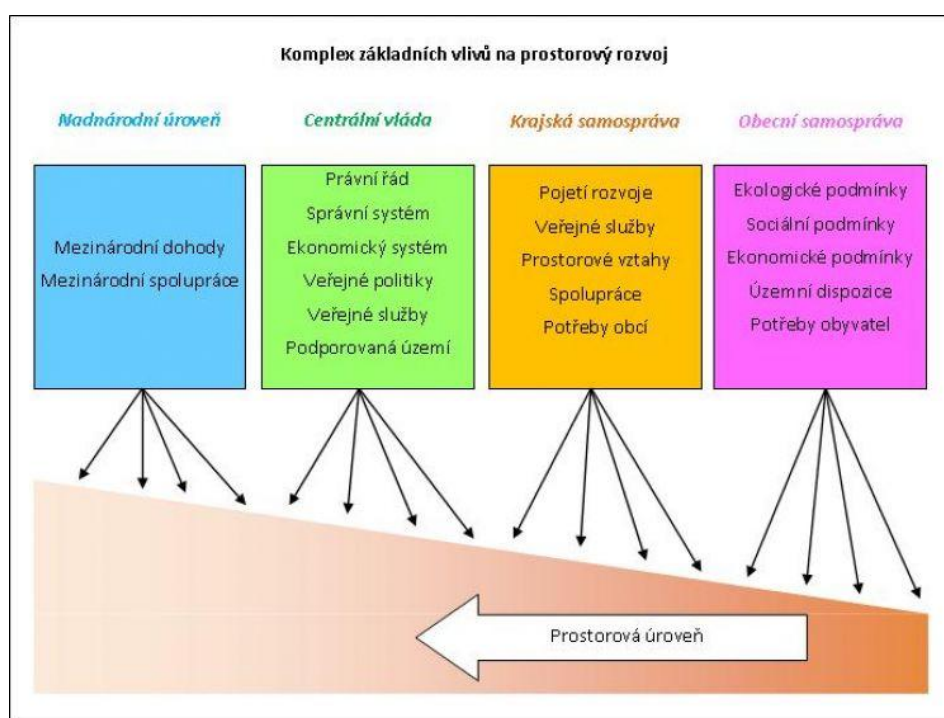 Komplex základních vlivů na prostorový rozvoj
Nadnárodní úroveň
Centrální vláda
Krajská samospráva
Obecní samospráva
Mezinárodní dohody
Mezinárodní spolupráce
Právní řád
Správní systém
Ekonomický systém
Veřejné politiky
Veřejné služby
Podporovaná území
Pojetí rozvoje
Veřejné služby
Prostorové vztahy
Spolupráce
Potřeby obcí
Ekologické podmínky
Sociální podmínky
Ekonomické podmínky
Územní dispozice
Potřeby obyvatel
Prostorová úroveň